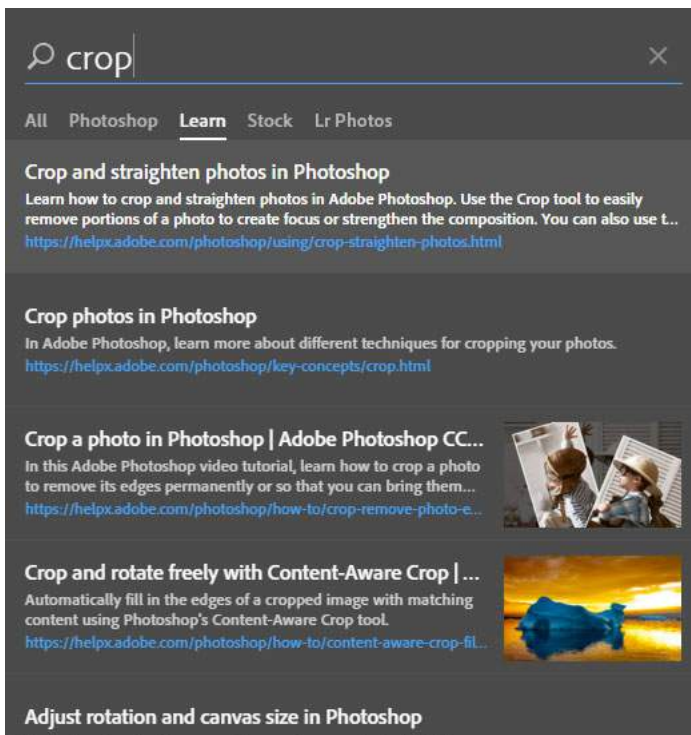 crop
All Photoshop Learn Stock Lr Photos
Crop and straighten photos in Photoshop
Learn how to crop and straighten photos in Adobe Photoshop. Use the Crop tool to easily
remove portions of a photo to create focus or strengthen the composition. You can also use t...
https://helpx.adobe.com/photoshop/using/crop-straighten-photos.html
Crop photos in Photoshop
In Adobe Photoshop, learn more about different techniques for cropping your photos.
https://helpx.adobe.com/photoshop/key-concepts/crop.html
Crop a photo in Photoshop | Adobe Photoshop CC...
In this Adobe Photoshop video tutorial, learn how to crop a photo
to remove its edges permanently or so that you can bring them...
https://helpx.adobe.com/photoshop/how-to/crop-remove-photo-e...
Crop and rotate freely with Content-Aware Crop | ...
Automatically fill in the edges of a cropped image with matching
content using Photoshop's Content-Aware Crop tool.
https://helpx.adobe.com/photoshop/how-to/content-aware-crop-fil...
Adjust rotation and canvas size in Photoshop